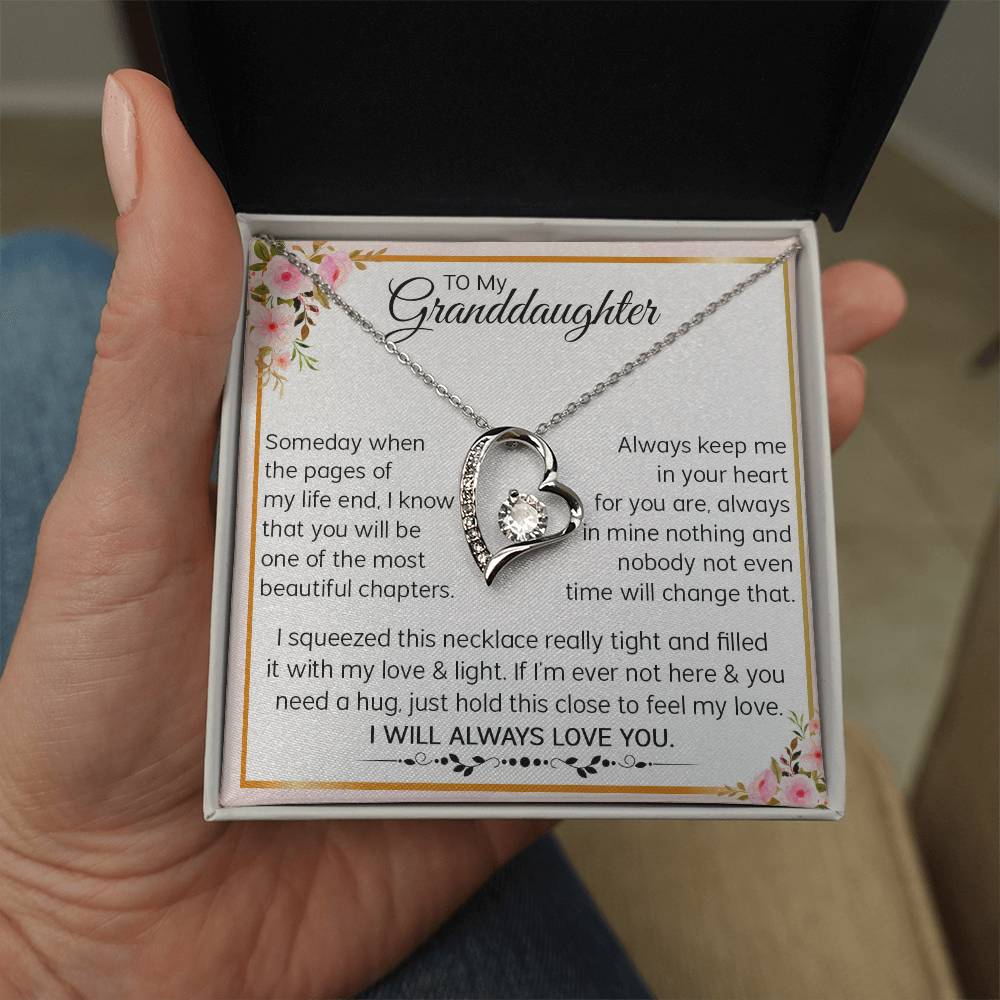 TO MY
Granddaughter
Someday when
the pages of
my life end, I know
that you will be
one of the most
beautiful chapters.
Always keep me
in your heart
for you are, always
in mine nothing and
nobody not even
time will change that.
I squeezed this necklace really tight and filled
it with my love & light. If I'm ever not here & you
need a hug, just hold this close to feel my love.
I WILL ALWAYS LOVE YOU.